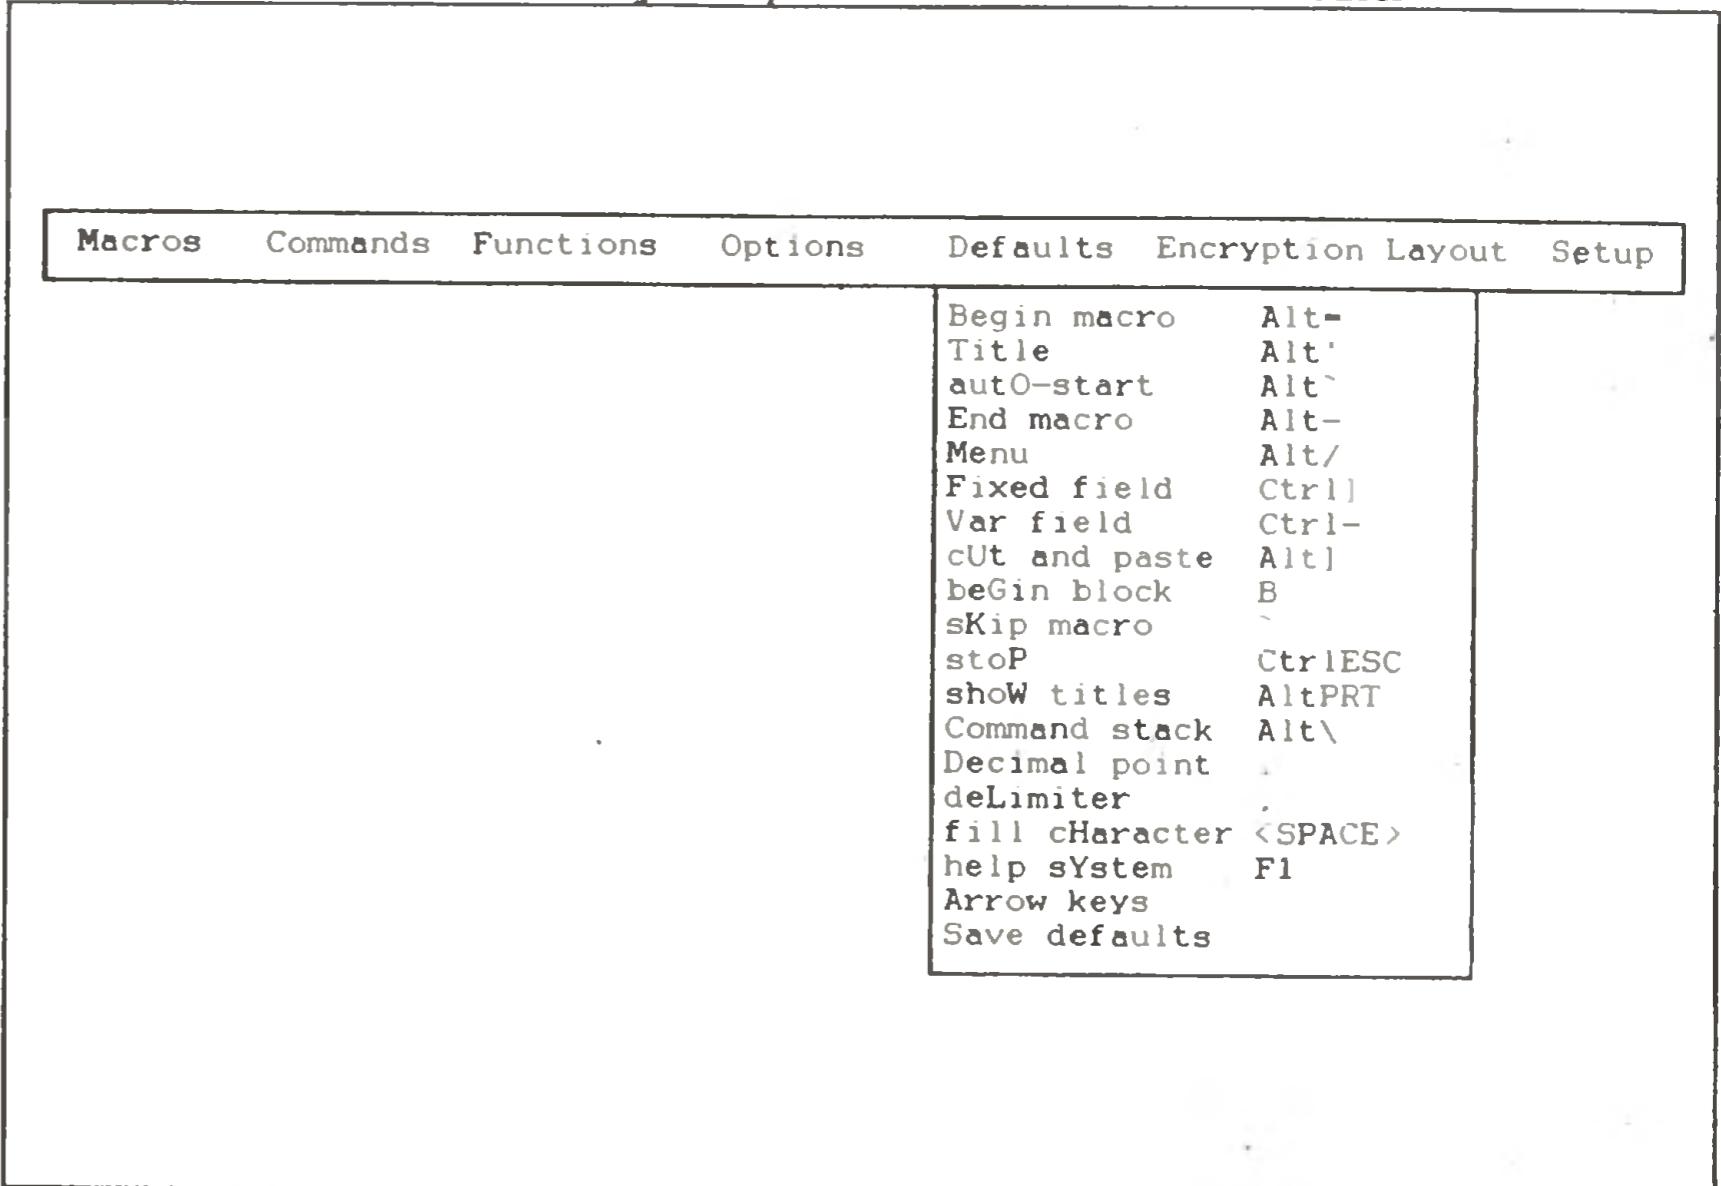 Macros Commands Functions Options Defaults Encryption Layout Setup
Begin macro Alt=
Title Alt'
autO-start Alt`
End macro Alt-
Menu Alt/
Fixed field Ctrl]
Var field Ctrl-
cUt and paste Alt]
beGin block B
sKip macro `
stoP CtrlESC
shoW titles AltPRT
Command stack Alt\
Decimal point .
deLimiter .
fill cHaracter <SPACE>
help sYstem F1
Arrow keys
Save defaults